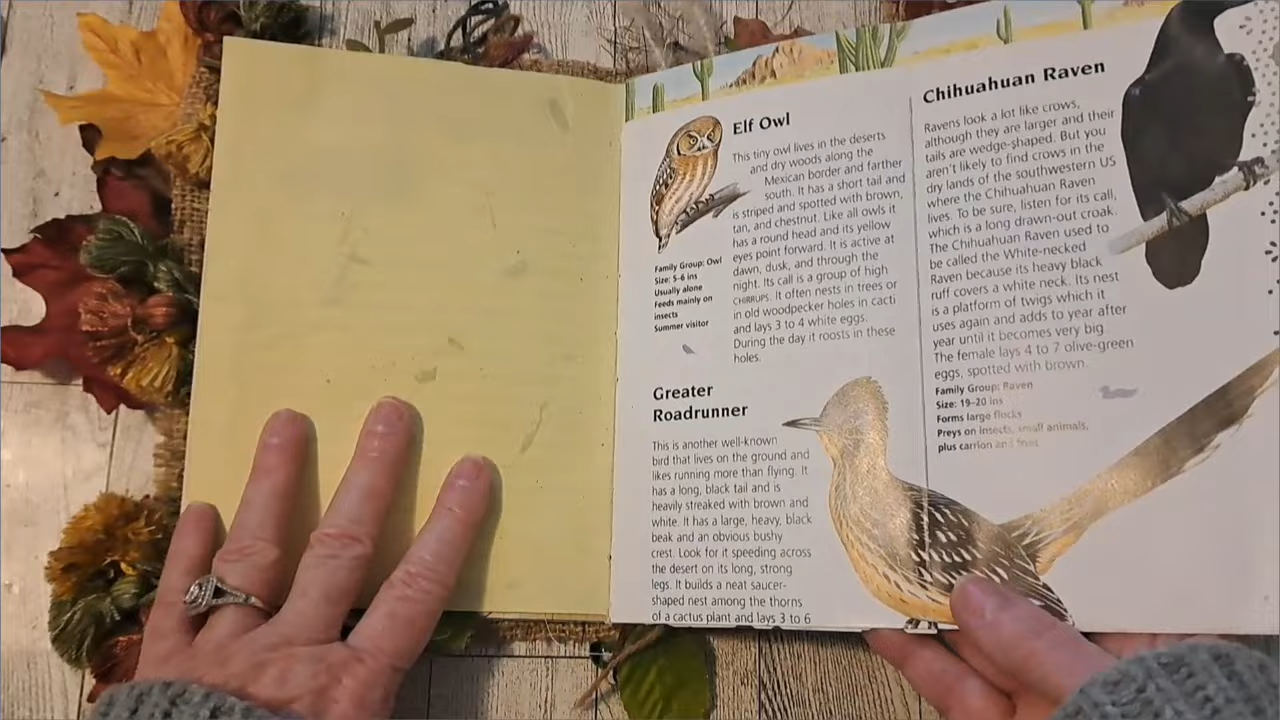 Elf Owl
This tiny owl lives in the deserts
and dry woods along the
Mexican border and farther
south. It has a short tail and
is striped and spotted with brown,
tan, and chestnut. Like all owls it
has a round head and its yellow
eyes point forward. It is active at
dawn, dusk, and through the
night. Its call is a group of high
CHIRRUPS. It often nests in trees or
in old woodpecker holes in cacti
and lays 3 to 4 white eggs.
During the day it roosts in these
holes.
Family Group: Owl
Size: 5-6 ins
Usually alone
Feeds mainly on
insects
Summer visitor
Greater
Roadrunner
This is another well-known
bird that lives on the ground and
likes running more than flying. It
has a long, black tail and is
heavily streaked with brown and
white. It has a large, heavy, black
beak and an obvious bushy
crest. Look for it speeding across
the desert on its long, strong
legs. It builds a neat saucer-
shaped nest among the thorns
of a cactus plant and lays 3 to 6
Chihuahuan Raven
Ravens look a lot like crows,
although they are larger and their
tails are wedge-shaped. But you
aren't likely to find crows in the
dry lands of the southwestern US
where the Chihuahuan Raven
lives. To be sure, listen for its call,
which is a long drawn-out croak.
The Chihuahuan Raven used to
be called the White-necked
Raven because its heavy black
ruff covers a white neck. Its nest
is a platform of twigs which it
uses again and adds to year after
year until it becomes very big.
The female lays 4 to 7 olive-green
eggs, spotted with brown.
Family Group: Raven
Size: 19-20 ins
Forms large flocks
Preys on insects, small animals,
plus carrion and